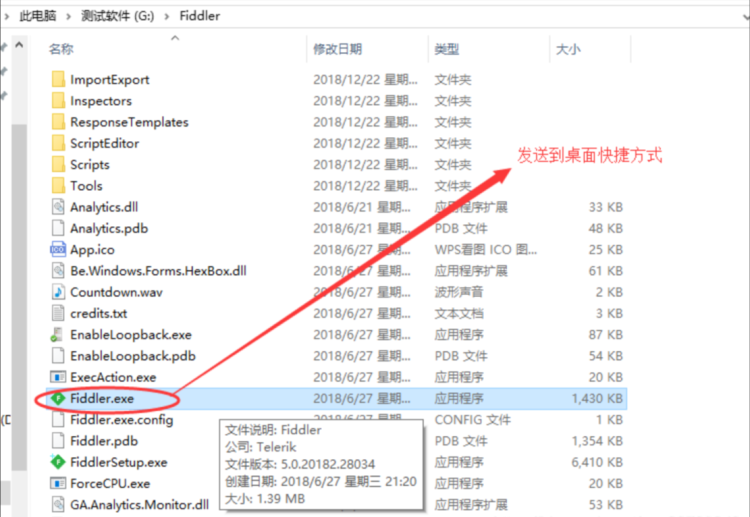 此电脑 > 测试软件 (G:) > Fiddler
名称 修改日期 类型 大小
ImportExport 2018/12/22 星期... 文件夹
Inspectors 2018/12/22 星期... 文件夹
ResponseTemplates 2018/12/22 星期... 文件夹
ScriptEditor 2018/12/22 星期... 文件夹
发送到桌面快捷方式
Scripts 2018/12/22 星期... 文件夹
Tools 2018/12/22 星期... 文件夹
Analytics.dll 2018/6/21 星期... 应用程序扩展 33 KB
Analytics.pdb 2018/6/21 星期... PDB 文件 48 KB
App.ico 2018/6/27 星期... WPS看图 ICO 图... 25 KB
Be.Windows.Forms.HexBox.dll 2018/6/27 星期... 应用程序扩展 61 KB
Countdown.wav 2018/6/27 星期... 波形声音 2 KB
credits.txt 2018/6/27 星期... 文本文档 3 KB
EnableLoopback.exe 2018/6/27 星期... 应用程序 87 KB
EnableLoopback.pdb 2018/6/27 星期... PDB 文件 54 KB
ExecAction.exe 2018/6/27 星期... 应用程序 20 KB
Fiddler.exe 2018/6/27 星期... 应用程序 1,430 KB
Fiddler.exe.config CONFIG 文件 1 KB
Fiddler.pdb PDB 文件 1,354 KB
FiddlerSetup.exe 应用程序 6,410 KB
ForceCPU.exe 应用程序 20 KB
GA.Analytics.Monitor.dll 应用程序扩展 53 KB
文件说明: Fiddler
公司: Telerik
文件版本: 5.0.20182.28034
创建日期: 2018/6/27 星期三 21:20
大小: 1.39 MB